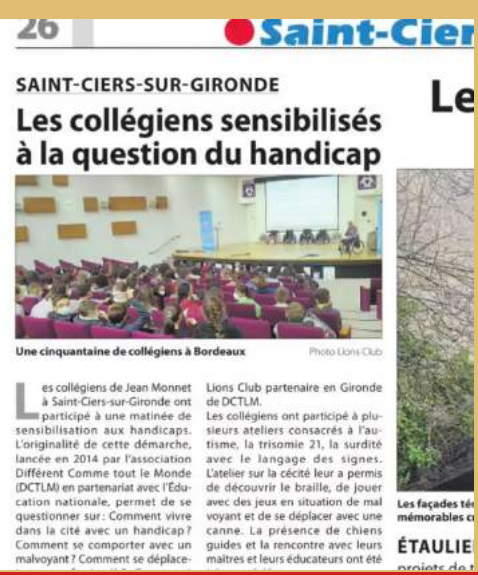 26
Saint-Cier
SAINT-CIERS-SUR-GIRONDE
Les collégiens sensibilisés
à la question du handicap
Une cinquantaine de collégiens à Bordeaux
Photo Lions Club
Les collégiens de Jean Monnet
à Saint-Ciers-sur-Gironde ont
participé à une matinée de
sensibilisation aux handicaps.
L'originalité de cette démarche,
lancée en 2014 par l'association
Différent Comme tout le Monde
(DCTLM) en partenariat avec l'Édu-
cation nationale, permet de se
questionner sur : Comment vivre
dans la cité avec un handicap ?
Comment se comporter avec un
malvoyant ? Comment se déplace-
Lions Club partenaire en Gironde
de DCTLM.
Les collégiens ont participé à plu-
sieurs ateliers consacrés à l'au-
tisme, la trisomie 21, la surdité
avec le langage des signes.
L'atelier sur la cécité leur a permis
de découvrir le braille, de jouer
avec des jeux en situation de mal
voyant et de se déplacer avec une
canne. La présence de chiens
guides et la rencontre avec leurs
maîtres et leurs éducateurs ont été
Le
Les façades té
mémorables c
ÉTAULIE
projets de t